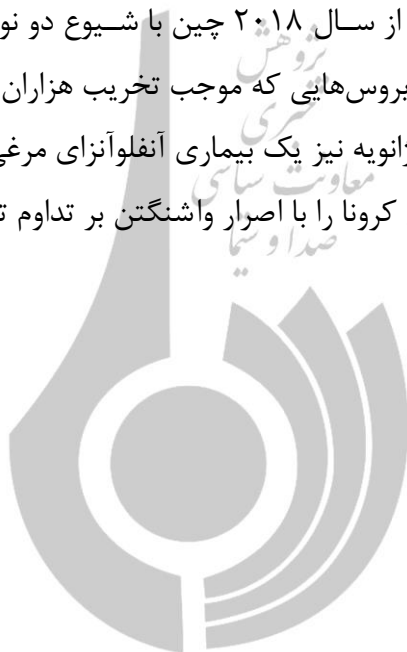 از سال ۲۰۱۸ چین با شیوع دو نو
پژوهش
بروس‌هایی که موجب تخریب هزاران
خبری
ژانویه نیز یک بیماری آنفلوآنزای مرغی
معاونت سیاسی
کرونا را با اصرار واشنگتن بر تداوم ت
صدا و سیما